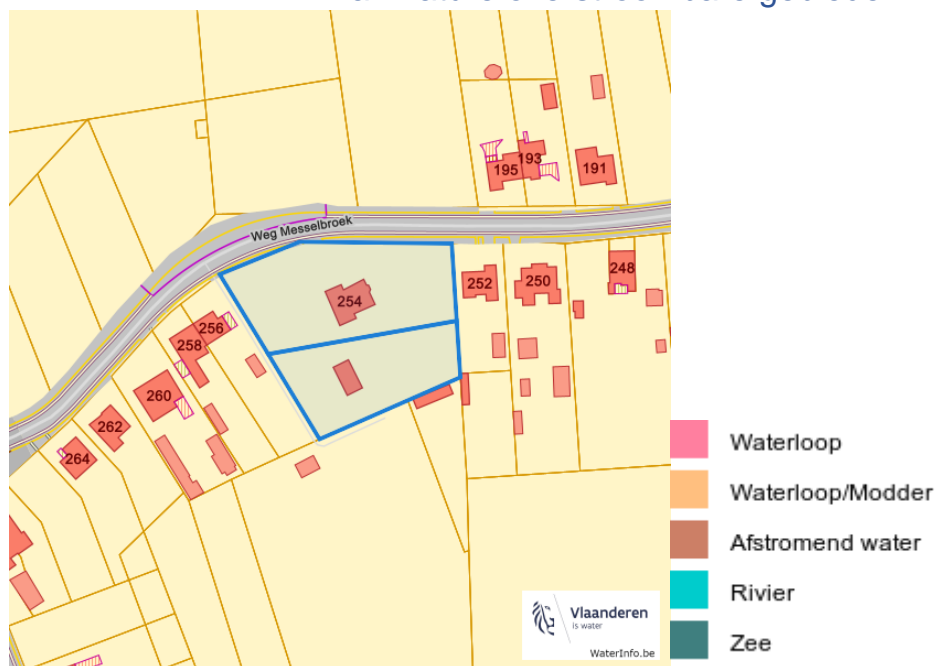 193
195
191
Weg Messelbroek
248
252
250
254
256
258
260
262
264
Waterloop
Waterloop/Modder
Afstromend water
Rivier
Zee
Vlaanderen
is water
WaterInfo.be